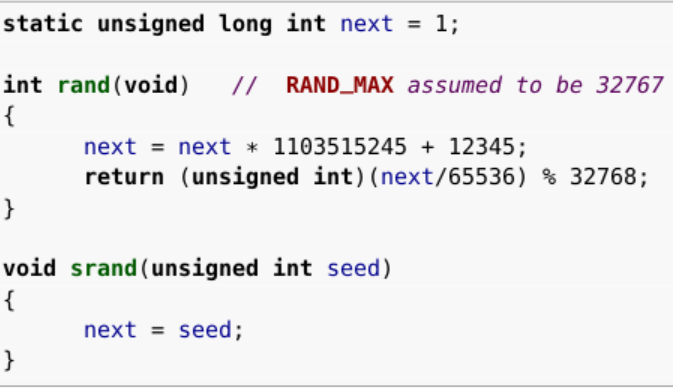 static unsigned long int next = 1;
int rand(void)   //  RAND_MAX assumed to be 32767
{
      next = next * 1103515245 + 12345;
      return (unsigned int)(next/65536) % 32768;
}
void srand(unsigned int seed)
{
      next = seed;
}